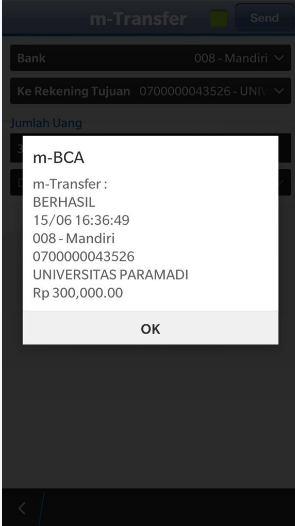 m-Transfer
Send
Bank 008 - Mandiri
Ke Rekening Tujuan 0700000043526 - UNIV
Jumlah Uang
m-BCA
m-Transfer :
BERHASIL
15/06 16:36:49
008 - Mandiri
0700000043526
UNIVERSITAS PARAMADI
Rp 300,000.00
OK